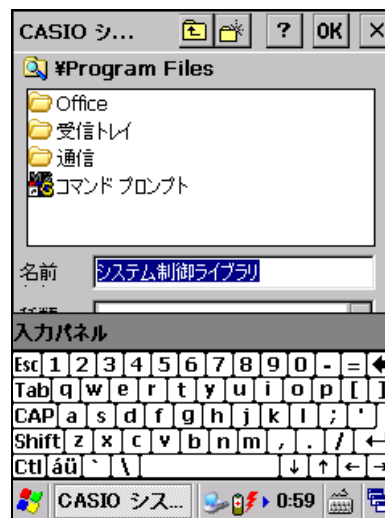 CASIO シ... ? OK ×
¥Program Files
Office
受信トレイ
通信
コマンド プロンプト
名前 システム制御ライブラリ
入力パネル
Esc 1 2 3 4 5 6 7 8 9 0 - = ←
Tab q w e r t y u i o p [ ]
CAP a s d f g h j k l ; '
Shift z x c v b n m , . / ←
Ctl áü ` \ ↓ ↑ ← →
CASIO シス... 0:59